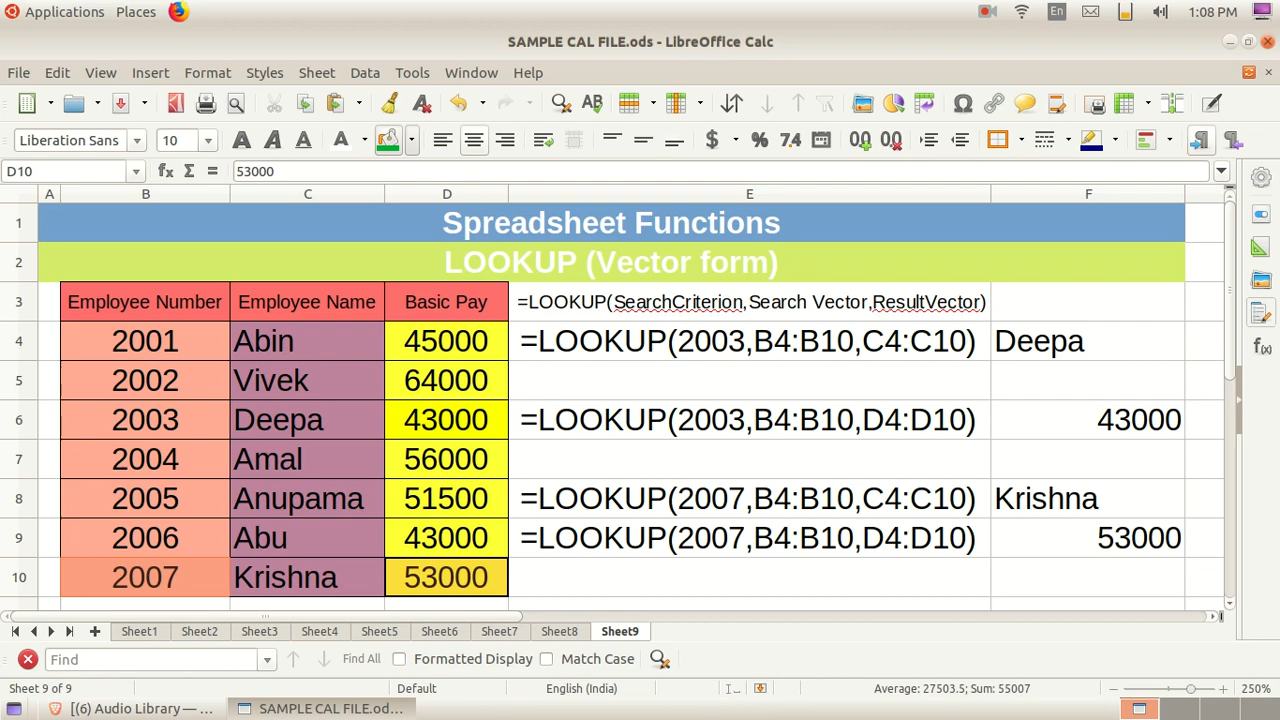 Applications Places En 1:08 PM
SAMPLE CAL FILE.ods - LibreOffice Calc
File Edit View Insert Format Styles Sheet Data Tools Window Help
Liberation Sans 10 A A A A $ % 7.4
D10 fx Σ = 53000
A B C D E F
1 Spreadsheet Functions
2 LOOKUP (Vector form)
3 Employee Number Employee Name Basic Pay =LOOKUP(SearchCriterion,Search Vector,ResultVector)
4 2001 Abin 45000 =LOOKUP(2003,B4:B10,C4:C10) Deepa
5 2002 Vivek 64000
6 2003 Deepa 43000 =LOOKUP(2003,B4:B10,D4:D10) 43000
7 2004 Amal 56000
8 2005 Anupama 51500 =LOOKUP(2007,B4:B10,C4:C10) Krishna
9 2006 Abu 43000 =LOOKUP(2007,B4:B10,D4:D10) 53000
10 2007 Krishna 53000
Sheet1 Sheet2 Sheet3 Sheet4 Sheet5 Sheet6 Sheet7 Sheet8 Sheet9
Find Find All Formatted Display Match Case
Sheet 9 of 9 Default English (India) Average: 27503.5; Sum: 55007 250%
[(6) Audio Library — ... SAMPLE CAL FILE.od...